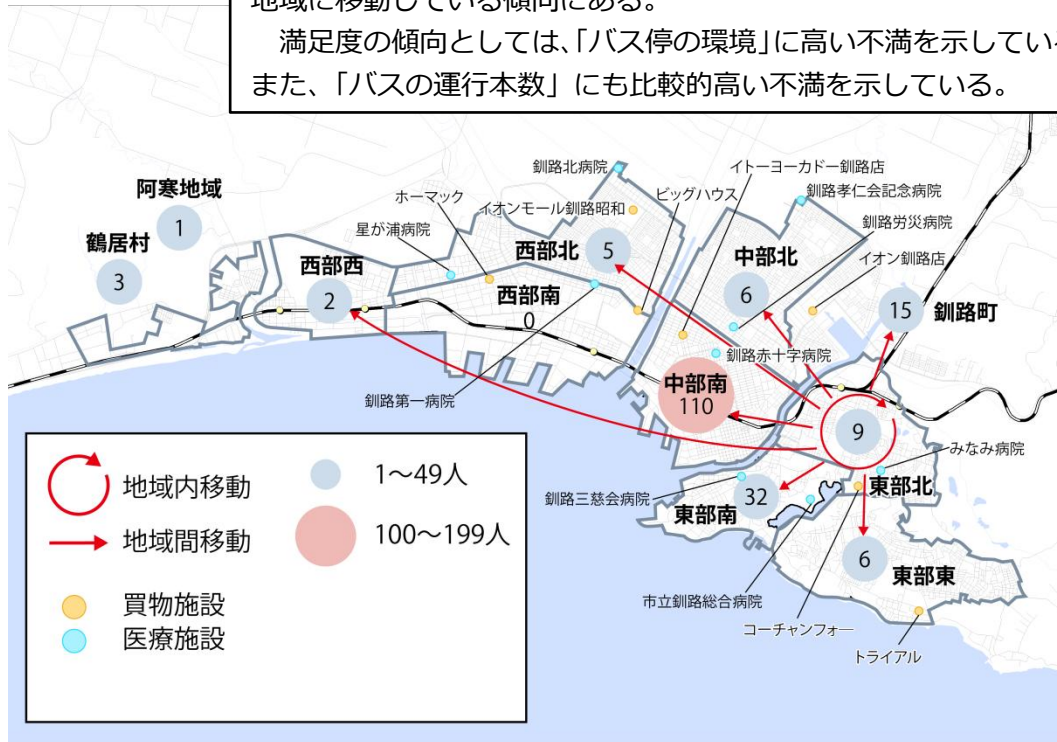 地域に移動している傾向にある。
満足度の傾向としては、「バス停の環境」に高い不満を示している
また、「バスの運行本数」にも比較的高い不満を示している。
釧路北病院
イトーヨーカドー釧路店
ビッグハウス
釧路孝仁会記念病院
阿寒地域
1
ホーマック
イオンモール釧路昭和
釧路労災病院
星が浦病院
鶴居村
3
西部北
5
中部北
6
イオン釧路店
西部西
2
西部南
0
15
釧路町
釧路赤十字病院
中部南
110
釧路第一病院
9
みなみ病院
東部北
釧路三慈会病院
32
東部南
6
東部東
市立釧路総合病院
コーチャンフォー
トライアル
地域内移動
1～49人
地域間移動
100～199人
買物施設
医療施設